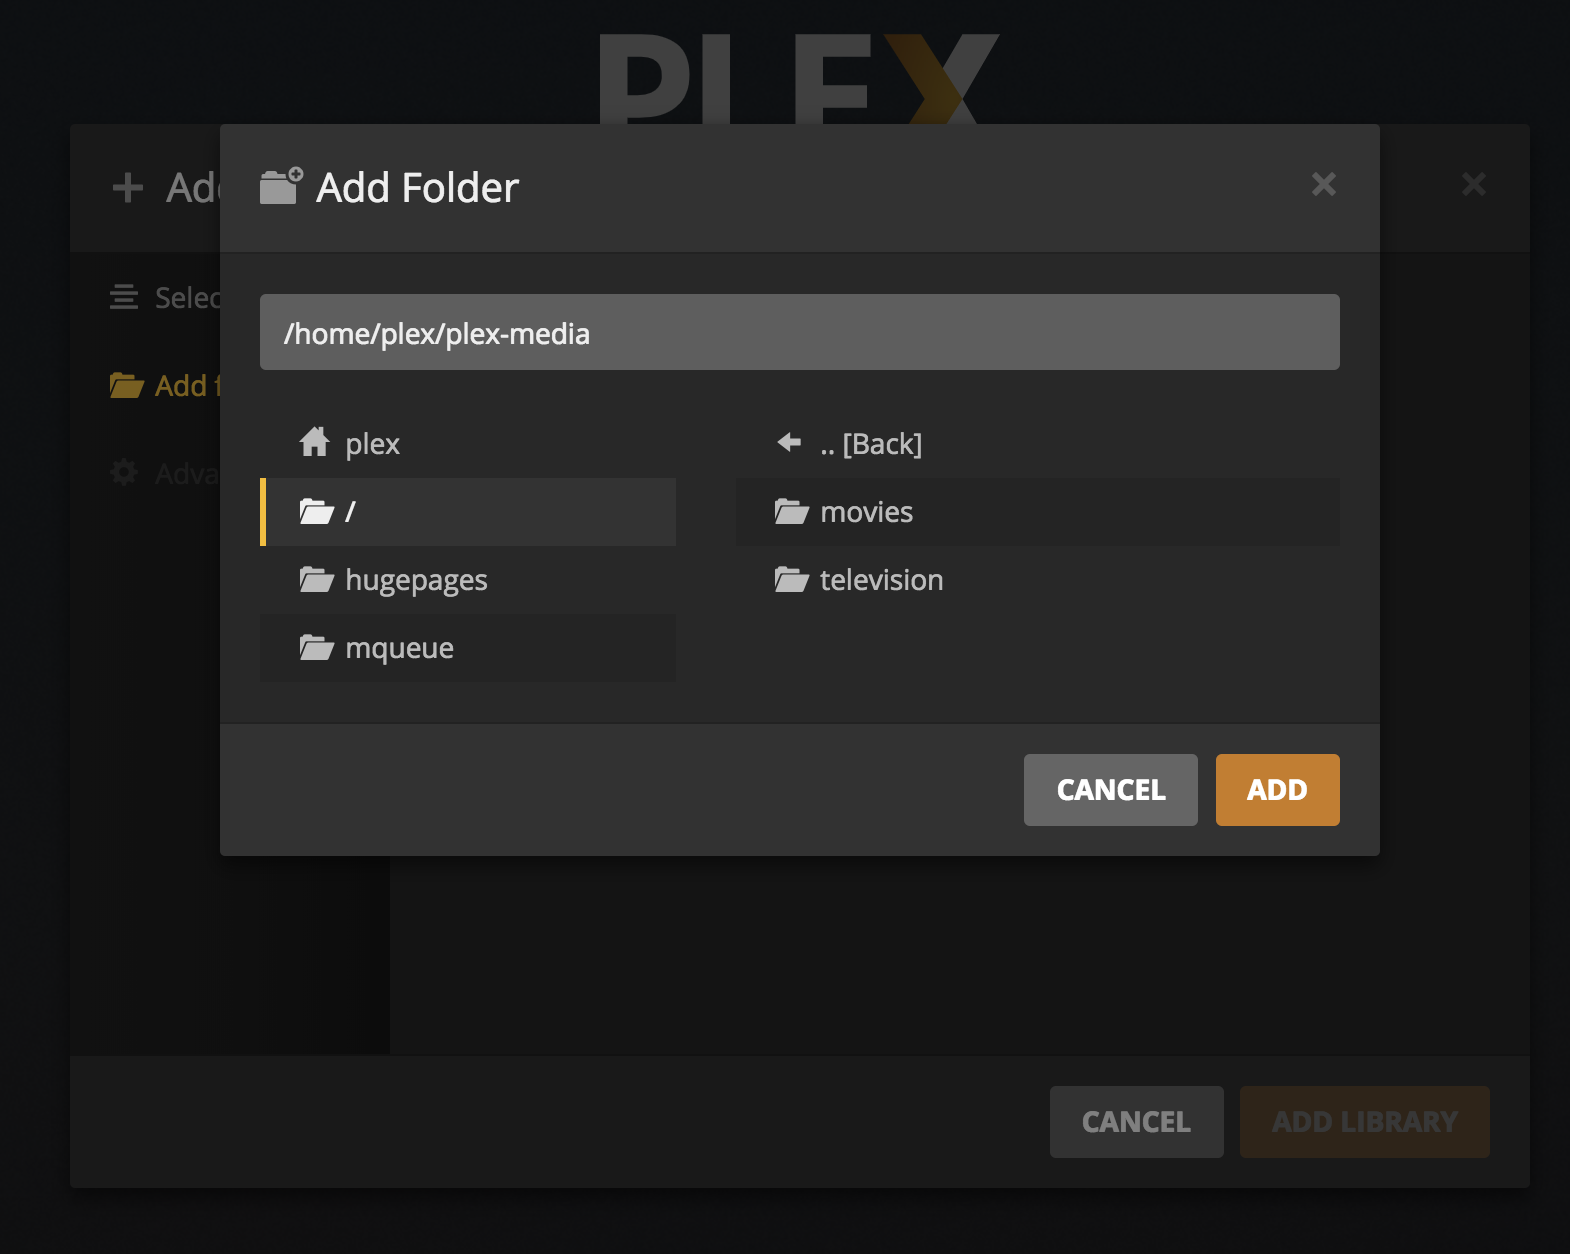 PLEX
Add Folder
/home/plex/plex-media
plex
.. [Back]
/
movies
hugepages
television
mqueue
CANCEL
ADD
Add
Selec
Add f
Adva
CANCEL
ADD LIBRARY